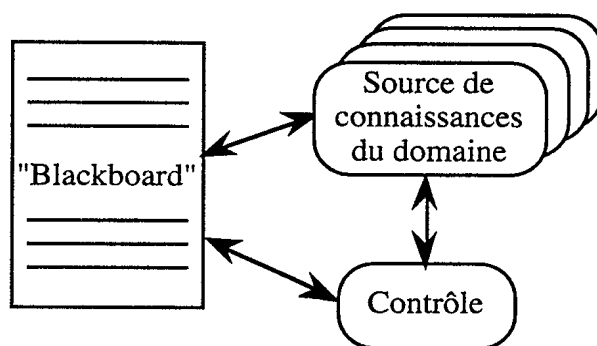 "Blackboard"
Source de
connaissances
du domaine
Contrôle